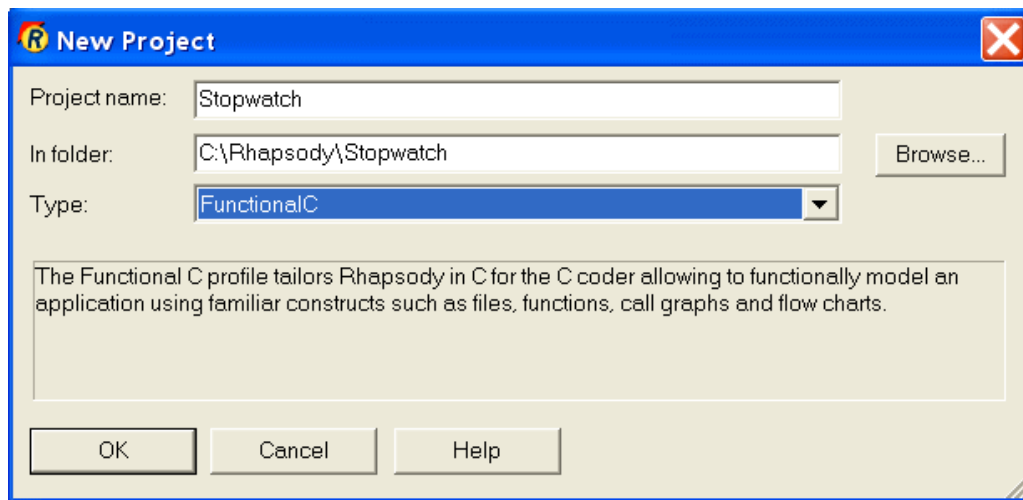 R New Project
Project name: Stopwatch
In folder: C:\Rhapsody\Stopwatch Browse...
Type: FunctionalC
The Functional C profile tailors Rhapsody in C for the C coder allowing to functionally model an
application using familiar constructs such as files, functions, call graphs and flow charts.
OK Cancel Help